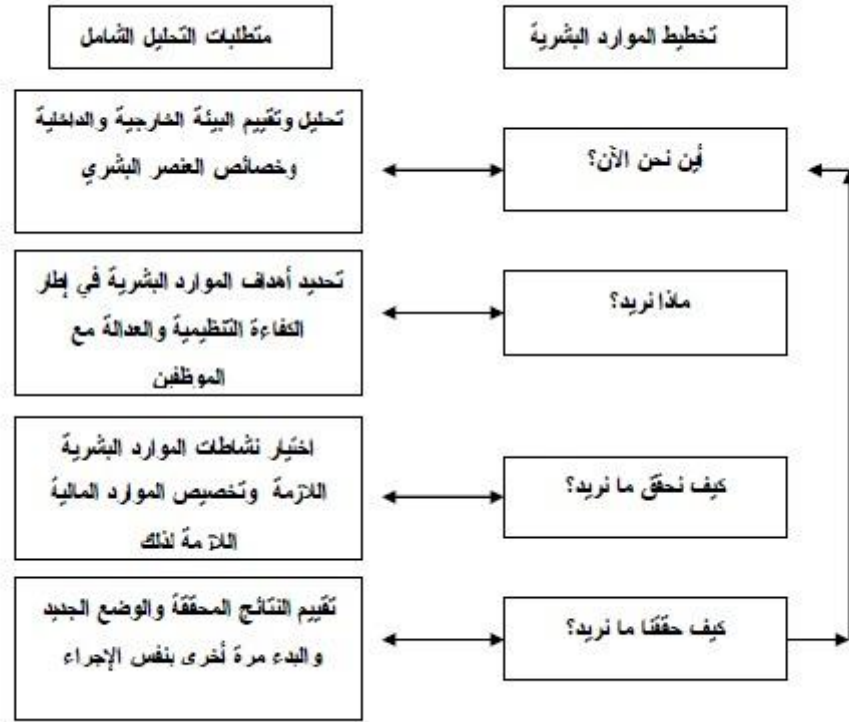 تخطيط الموارد البشرية
متطلبات التحليل الشامل
أين نحن الآن؟
تحليل وتقييم البيئة الخارجية والداخلية
وخصائص العنصر البشري
ماذا نريد؟
تحديد أهداف الموارد البشرية في إطار
الكفاءة التنظيمية والعدالة مع
الموظفين
كيف نحقق ما نريد؟
اختيار نشاطات الموارد البشرية
اللازمة وتخصيص الموارد المالية
اللازمة لذلك
كيف حققنا ما نريد؟
تقييم النتائج المحققة والوضع الجديد
والبدء مرة أخرى بنفس الإجراء